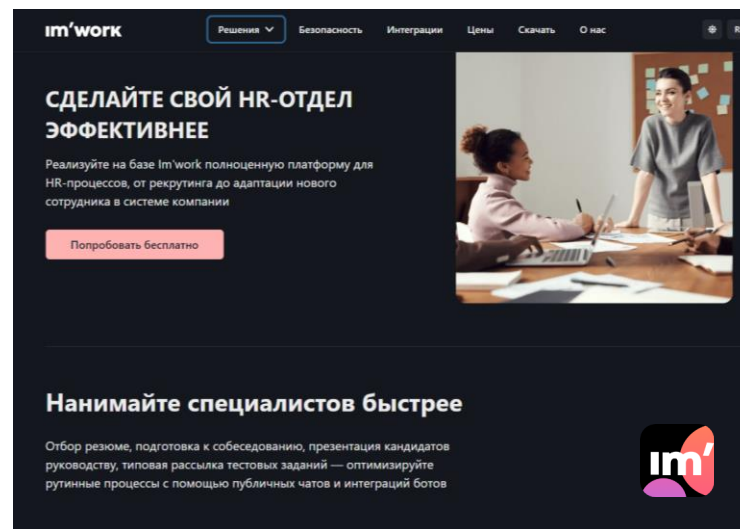 ım'work
Решения
Безопасность
Интеграции
Цены
Скачать
О нас
СДЕЛАЙТЕ СВОЙ HR-ОТДЕЛ
ЭФФЕКТИВНЕЕ
Реализуйте на базе Im'work полноценную платформу для
HR-процессов, от рекрутинга до адаптации нового
сотрудника в системе компании
Попробовать бесплатно
Нанимайте специалистов быстрее
Отбор резюме, подготовка к собеседованию, презентация кандидатов
руководству, типовая рассылка тестовых заданий — оптимизируйте
рутинные процессы с помощью публичных чатов и интеграций ботов
ım'